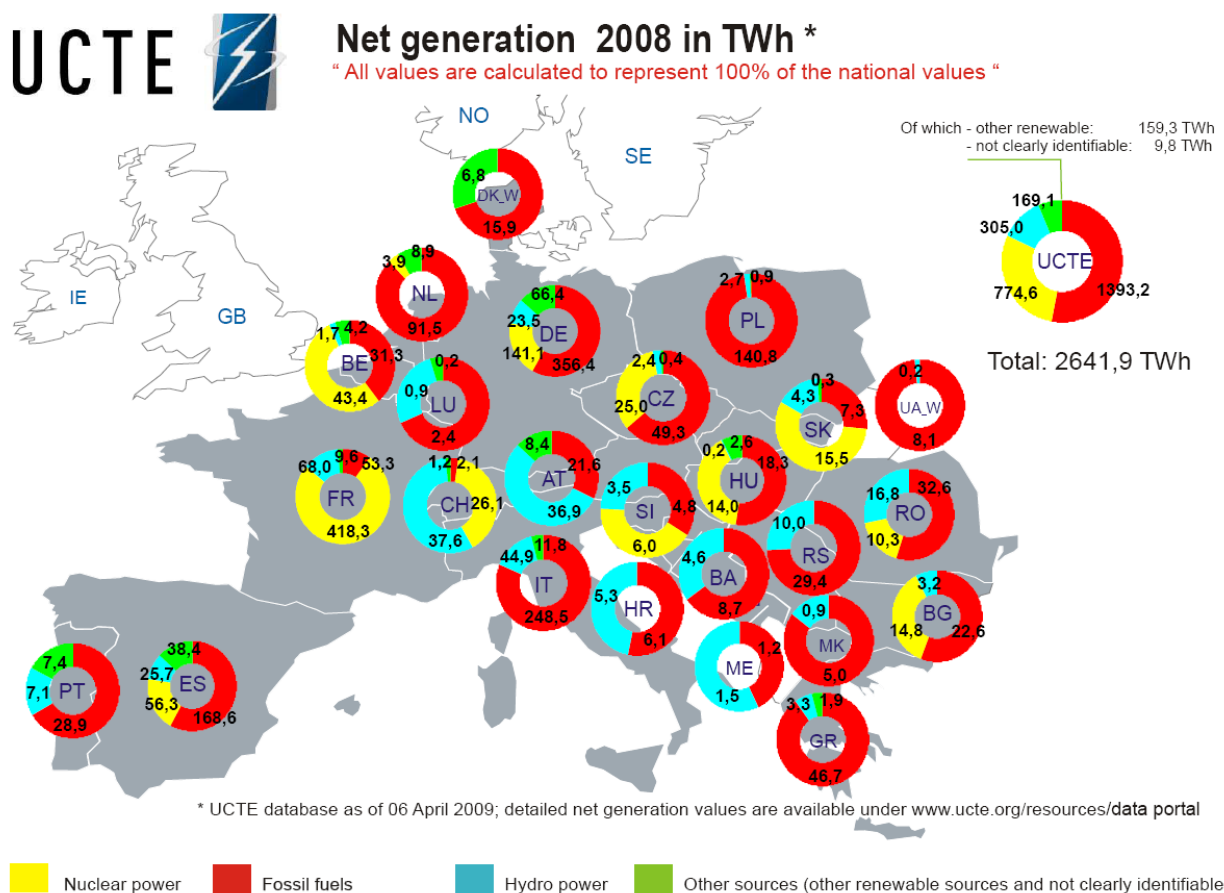 UCTE
Net generation 2008 in TWh *
“ All values are calculated to represent 100% of the national values “
Of which - other renewable: 159,3 TWh
- not clearly identifiable: 9,8 TWh
NO
SE
IE
GB
6,8
DK_W
15,9
169,1
305,0
UCTE
774,6
1393,2
Total: 2641,9 TWh
3,9
8,9
NL
91,5
66,4
23,5
DE
141,1
356,4
2,7
0,9
PL
140,8
1,7
4,2
BE
31,3
43,4
0,2
0,9
LU
2,4
2,4
0,4
CZ
25,0
49,3
0,3
4,3
7,3
SK
15,5
0,2
UA_W
8,1
9,6
68,0
53,3
FR
418,3
1,2
2,1
CH
26,1
37,6
8,4
AT
21,6
36,9
3,5
SI
4,8
6,0
0,2
2,6
HU
18,3
14,0
16,8
32,6
RO
10,3
10,0
RS
29,4
44,9
11,8
IT
248,5
5,3
HR
6,1
4,6
BA
8,7
3,2
BG
14,8
22,6
0,9
MK
5,0
1,2
ME
1,5
3,3
1,9
GR
46,7
7,4
7,1
PT
28,9
38,4
25,7
ES
56,3
168,6
* UCTE database as of 06 April 2009; detailed net generation values are available under www.ucte.org/resources/data portal
Nuclear power
Fossil fuels
Hydro power
Other sources (other renewable sources and not clearly identifiable